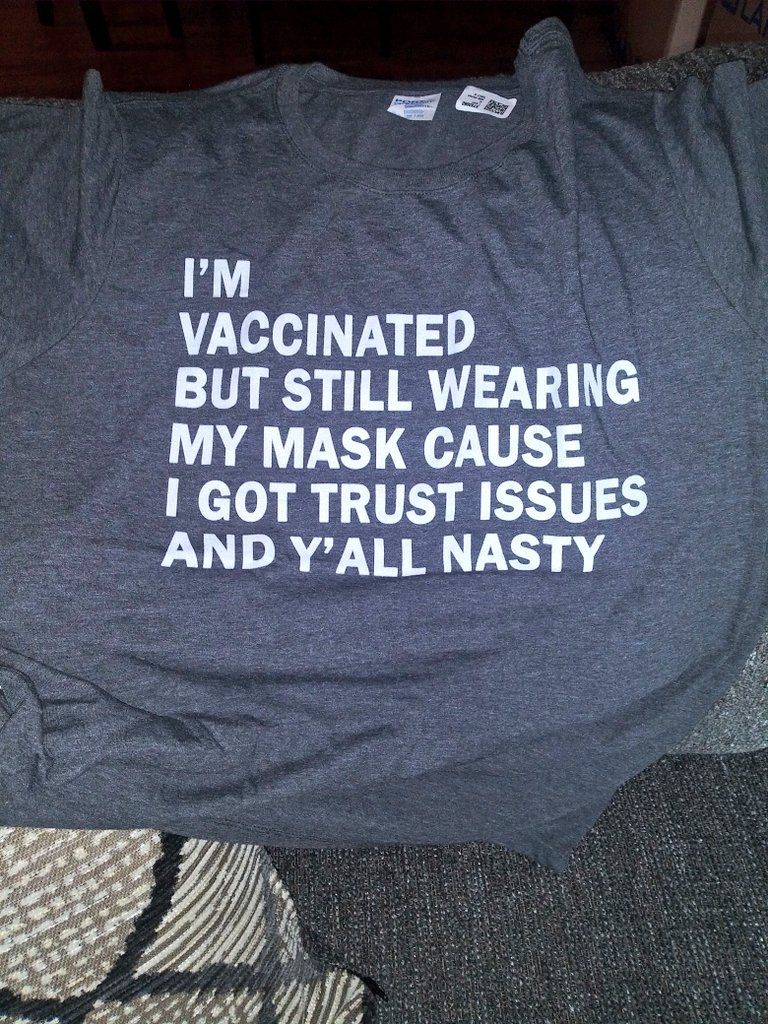 I'M
VACCINATED
BUT STILL WEARING
MY MASK CAUSE
I GOT TRUST ISSUES
AND Y'ALL NASTY